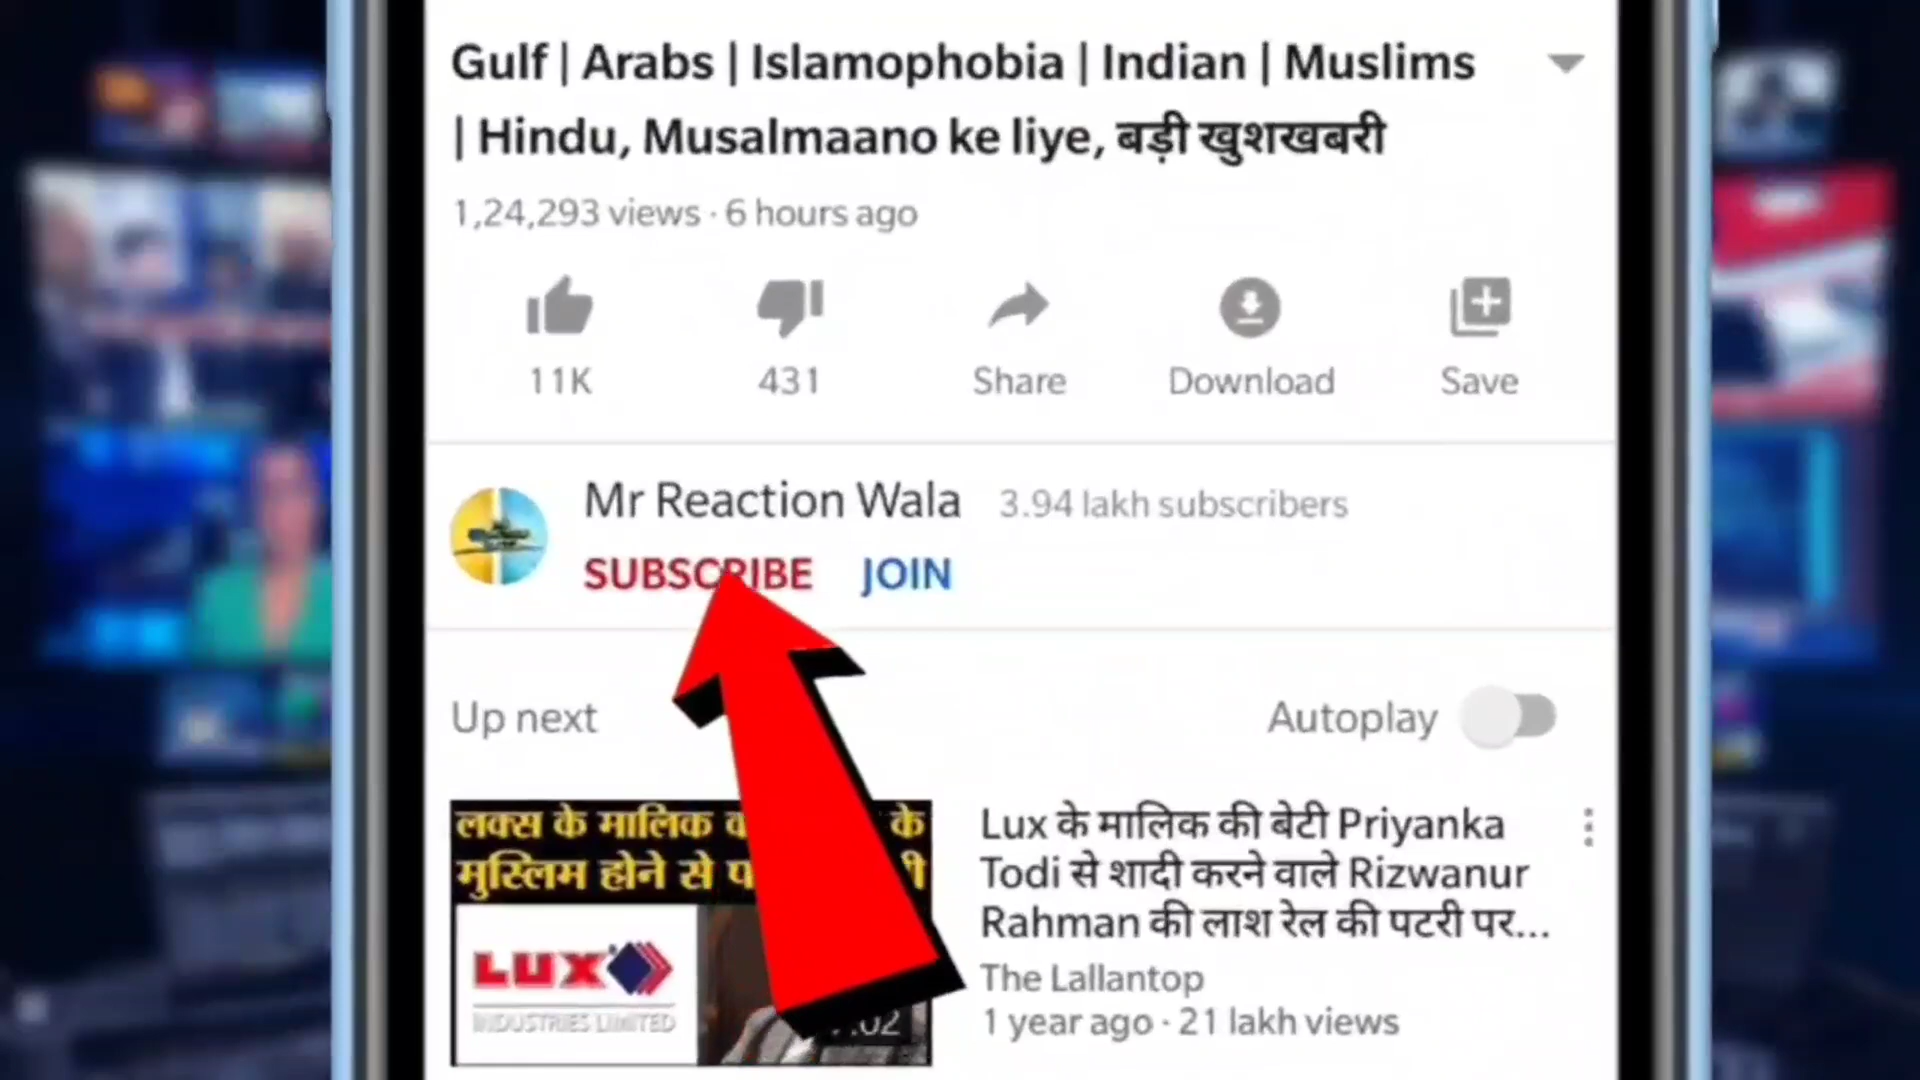 Gulf | Arabs | Islamophobia | Indian | Muslims
| Hindu, Musalmaano ke liye, बड़ी खुशखबरी
1,24,293 views · 6 hours ago
11K
431
Share
Download
Save
Mr Reaction Wala
3.94 lakh subscribers
SUBSCRIBE
JOIN
Up next
Autoplay
लक्स के मालिक के
मुस्लिम होने से
LUX
INDUSTRIES LIMITED
Lux के मालिक की बेटी Priyanka
Todi से शादी करने वाले Rizwanur
Rahman की लाश रेल की पटरी पर...
The Lallantop
1 year ago · 21 lakh views